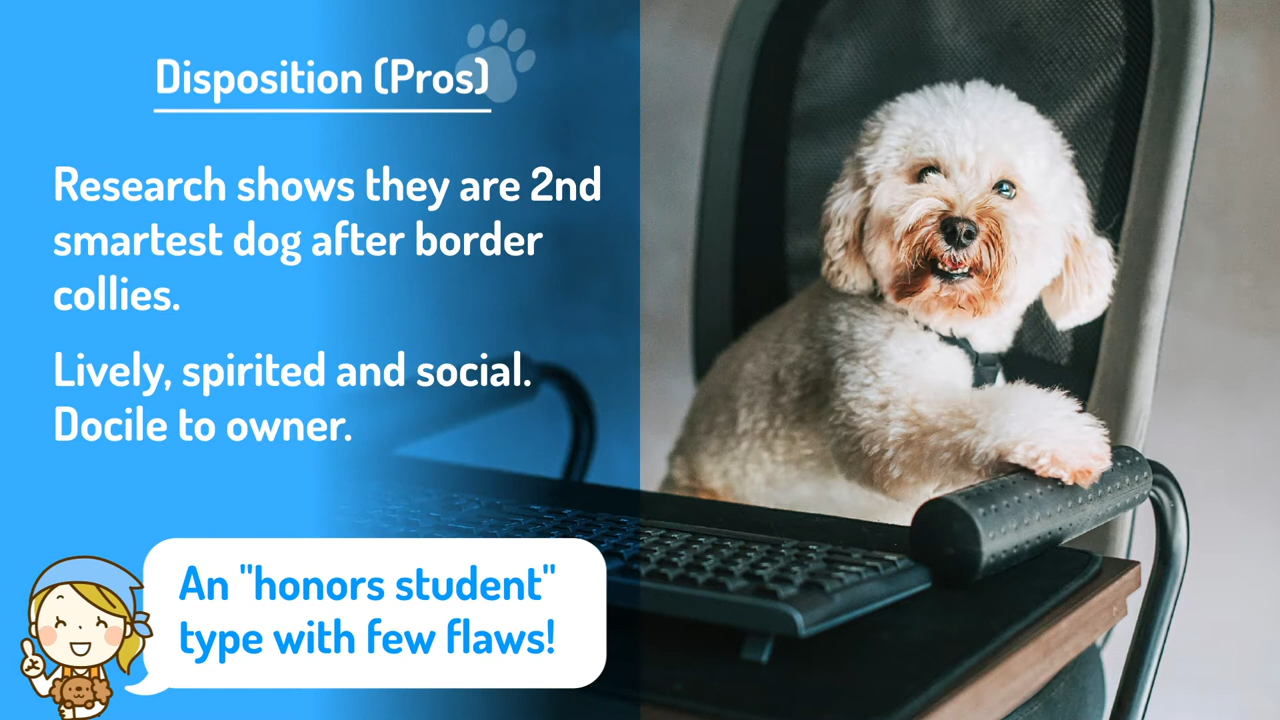 Disposition (Pros)
Research shows they are 2nd
smartest dog after border
collies.
Lively, spirited and social.
Docile to owner.
An "honors student"
type with few flaws!